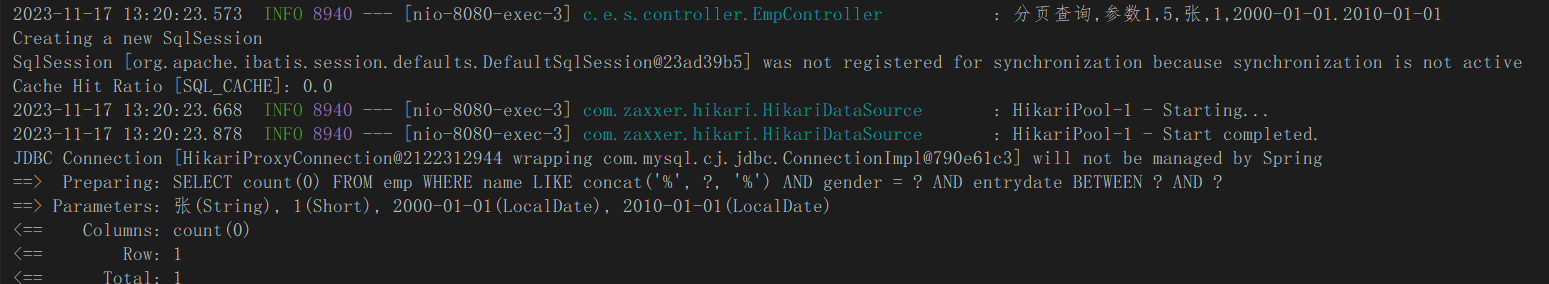 2023-11-17 13:20:23.573  INFO 8940 --- [nio-8080-exec-3] c.e.s.controller.EmpController           : 分页查询,参数1,5,张,1,2000-01-01.2010-01-01
Creating a new SqlSession
SqlSession [org.apache.ibatis.session.defaults.DefaultSqlSession@23ad39b5] was not registered for synchronization because synchronization is not active
Cache Hit Ratio [SQL_CACHE]: 0.0
2023-11-17 13:20:23.668  INFO 8940 --- [nio-8080-exec-3] com.zaxxer.hikari.HikariDataSource       : HikariPool-1 - Starting...
2023-11-17 13:20:23.878  INFO 8940 --- [nio-8080-exec-3] com.zaxxer.hikari.HikariDataSource       : HikariPool-1 - Start completed.
JDBC Connection [HikariProxyConnection@2122312944 wrapping com.mysql.cj.jdbc.ConnectionImpl@790e61c3] will not be managed by Spring
==>  Preparing: SELECT count(0) FROM emp WHERE name LIKE concat('%', ?, '%') AND gender = ? AND entrydate BETWEEN ? AND ?
==> Parameters: 张(String), 1(Short), 2000-01-01(LocalDate), 2010-01-01(LocalDate)
<==    Columns: count(0)
<==        Row: 1
<==      Total: 1